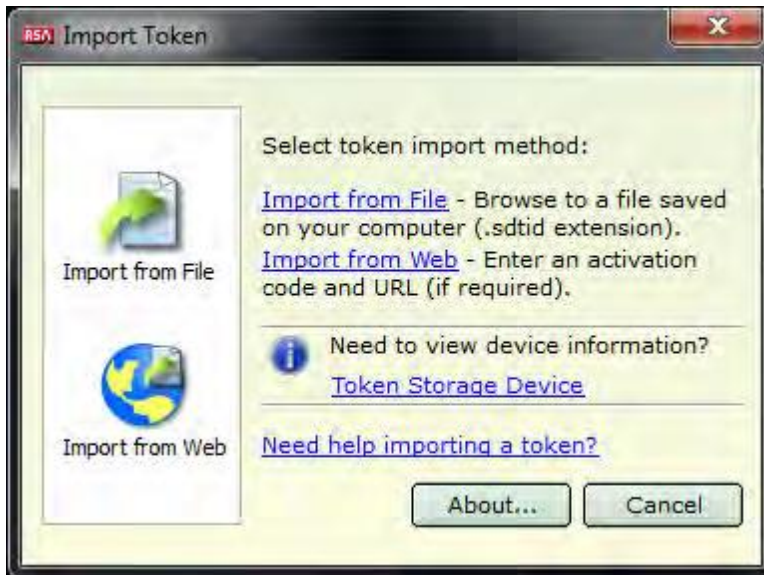 RSA Import Token
Select token import method:
Import from File - Browse to a file saved
on your computer (.sdtid extension).
Import from Web - Enter an activation
code and URL (if required).
Import from File
Import from Web
Need to view device information?
Token Storage Device
Need help importing a token?
About... Cancel